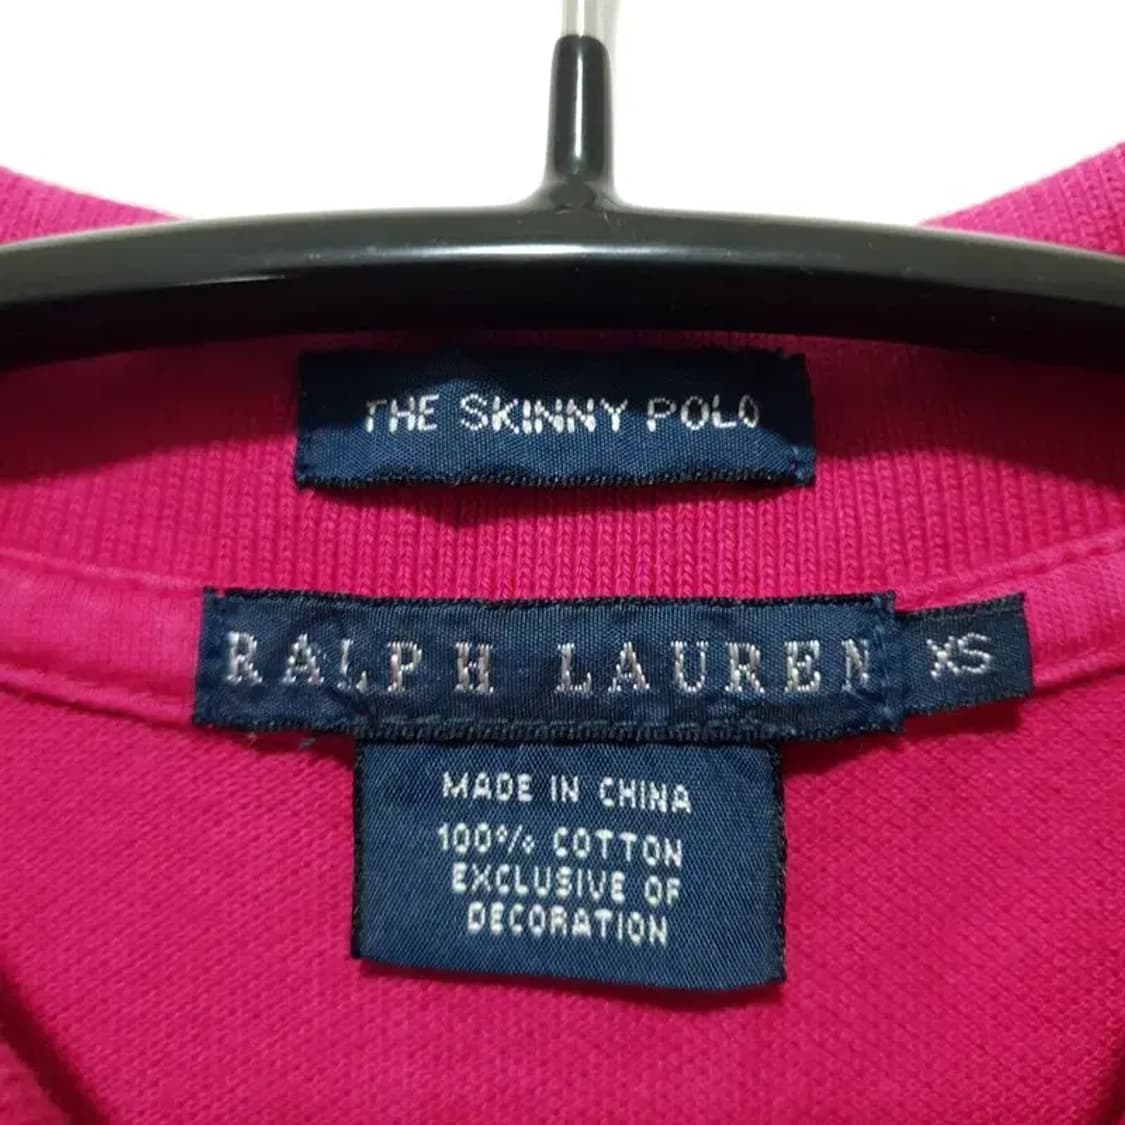 THE SKINNY POLO
RALPH LAUREN XS
MADE IN CHINA
100% COTTON
EXCLUSIVE OF
DECORATION